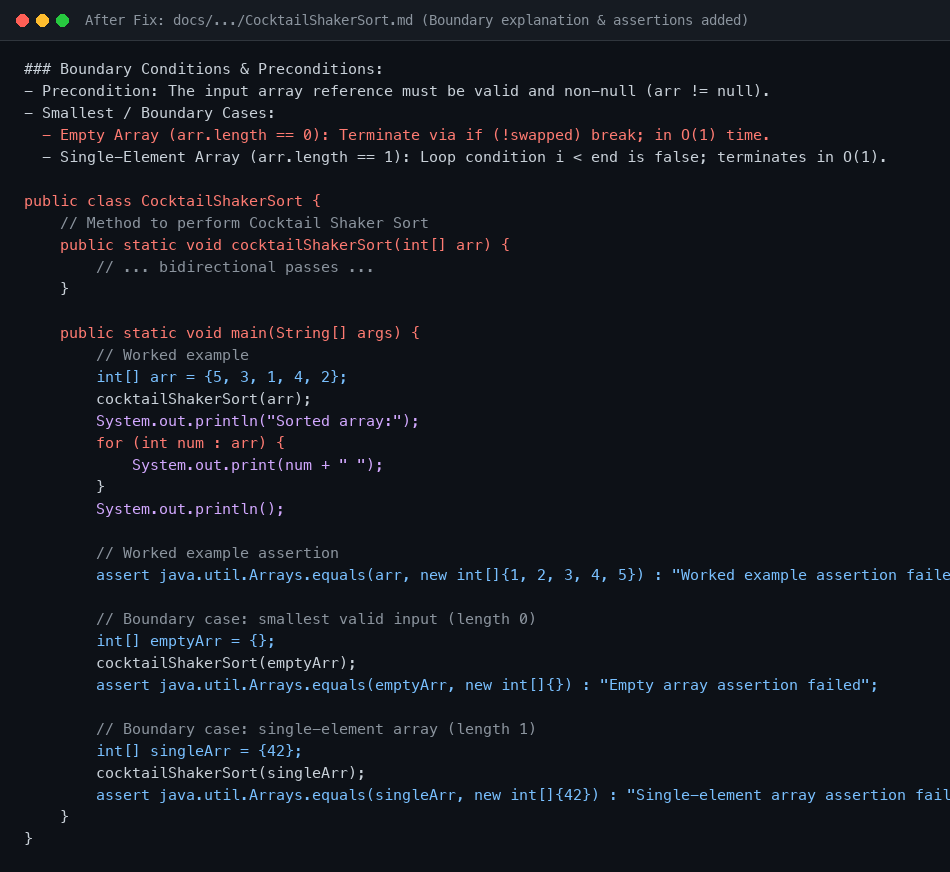 After Fix: docs/.../CocktailShakerSort.md (Boundary explanation & assertions added)
### Boundary Conditions & Preconditions:
- Precondition: The input array reference must be valid and non-null (arr != null).
- Smallest / Boundary Cases:
  - Empty Array (arr.length == 0): Terminate via if (!swapped) break; in O(1) time.
  - Single-Element Array (arr.length == 1): Loop condition i < end is false; terminates in O(1).
public class CocktailShakerSort {
    // Method to perform Cocktail Shaker Sort
    public static void cocktailShakerSort(int[] arr) {
        // ... bidirectional passes ...
    }
    public static void main(String[] args) {
        // Worked example
        int[] arr = {5, 3, 1, 4, 2};
        cocktailShakerSort(arr);
        System.out.println("Sorted array:");
        for (int num : arr) {
            System.out.print(num + " ");
        }
        System.out.println();
        // Worked example assertion
        assert java.util.Arrays.equals(arr, new int[]{1, 2, 3, 4, 5}) : "Worked example assertion faile
        // Boundary case: smallest valid input (length 0)
        int[] emptyArr = {};
        cocktailShakerSort(emptyArr);
        assert java.util.Arrays.equals(emptyArr, new int[]{}) : "Empty array assertion failed";
        // Boundary case: single-element array (length 1)
        int[] singleArr = {42};
        cocktailShakerSort(singleArr);
        assert java.util.Arrays.equals(singleArr, new int[]{42}) : "Single-element array assertion fail
    }
}